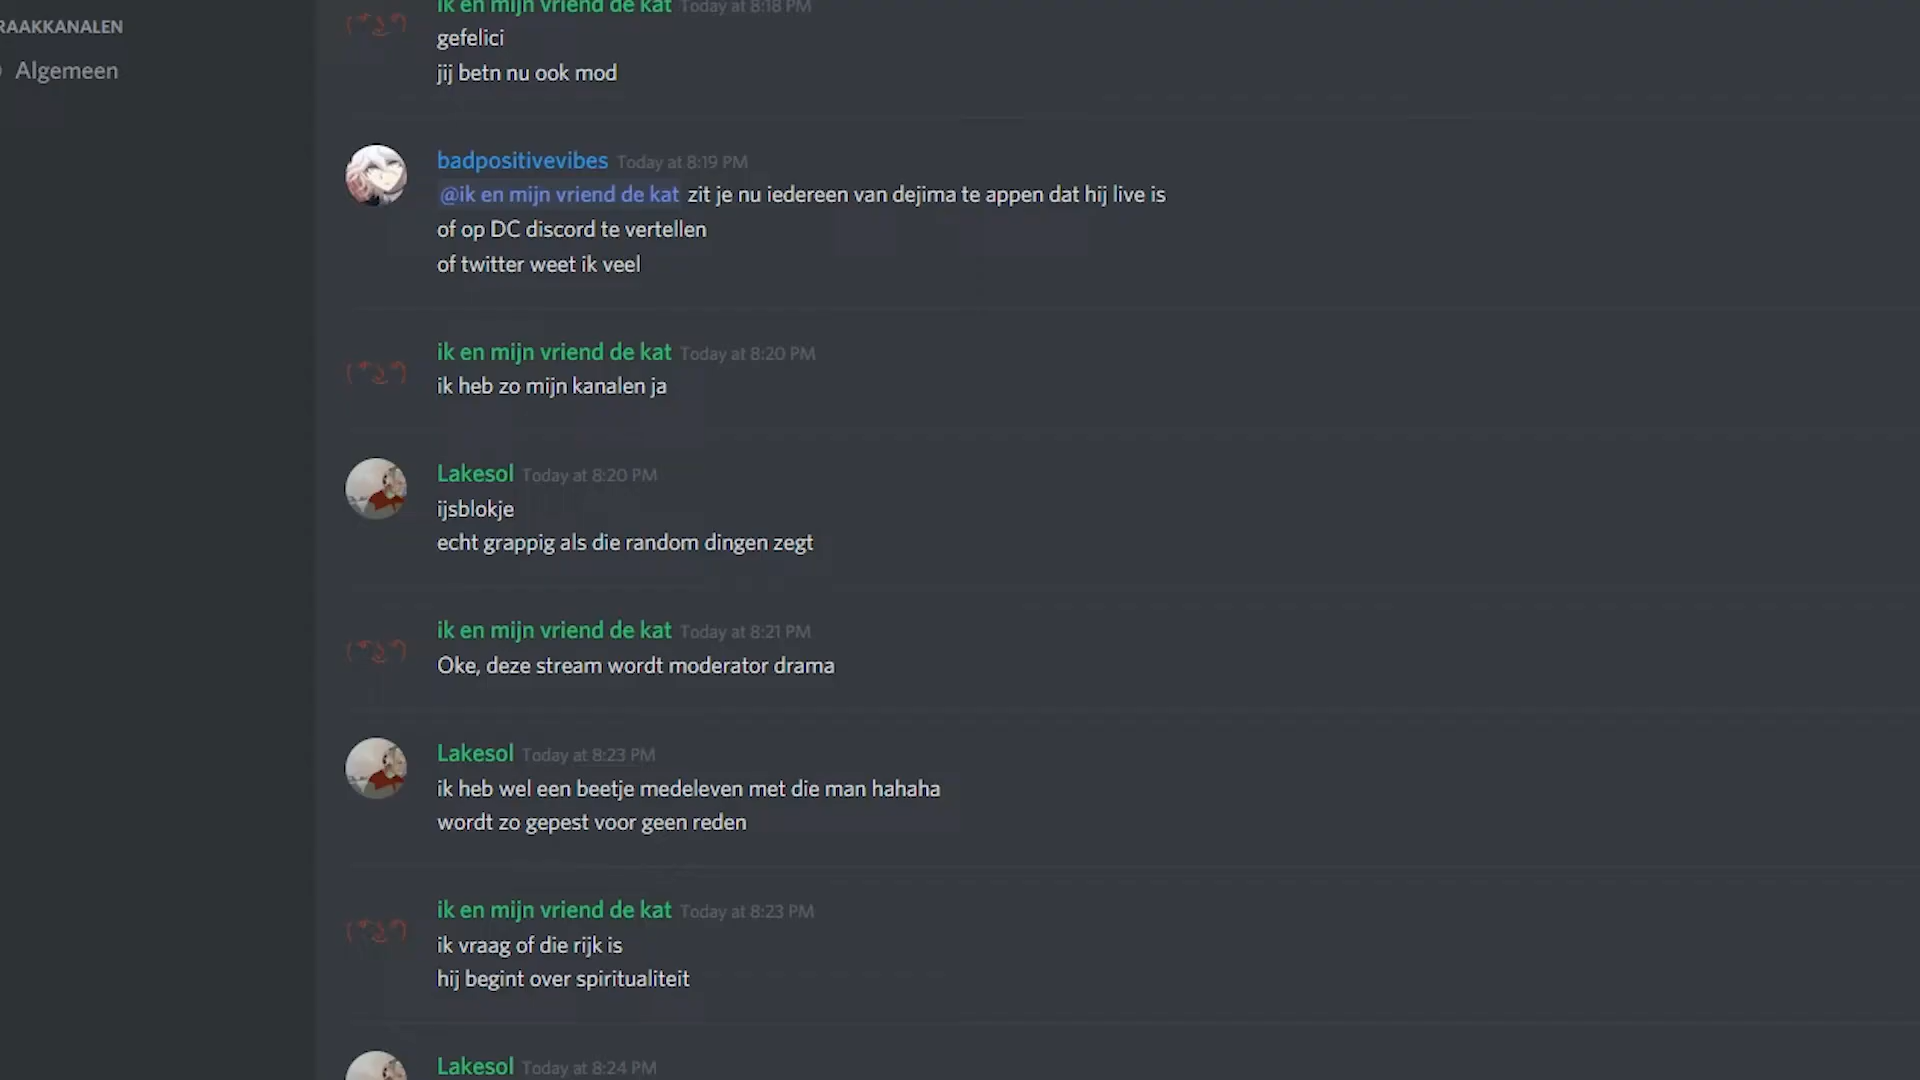 RAAKKANALEN
Algemeen
ik en mijn vriend de kat Today at 8:18 PM
gefelici
jij betn nu ook mod
badpositivevibes Today at 8:19 PM
@ik en mijn vriend de kat zit je nu iedereen van dejima te appen dat hij live is
of op DC discord te vertellen
of twitter weet ik veel
ik en mijn vriend de kat Today at 8:20 PM
ik heb zo mijn kanalen ja
Lakesol Today at 8:20 PM
ijsblokje
echt grappig als die random dingen zegt
ik en mijn vriend de kat Today at 8:21 PM
Oke, deze stream wordt moderator drama
Lakesol Today at 8:23 PM
ik heb wel een beetje medeleven met die man hahaha
wordt zo gepest voor geen reden
ik en mijn vriend de kat Today at 8:23 PM
ik vraag of die rijk is
hij begint over spiritualiteit
Lakesol Today at 8:24 PM